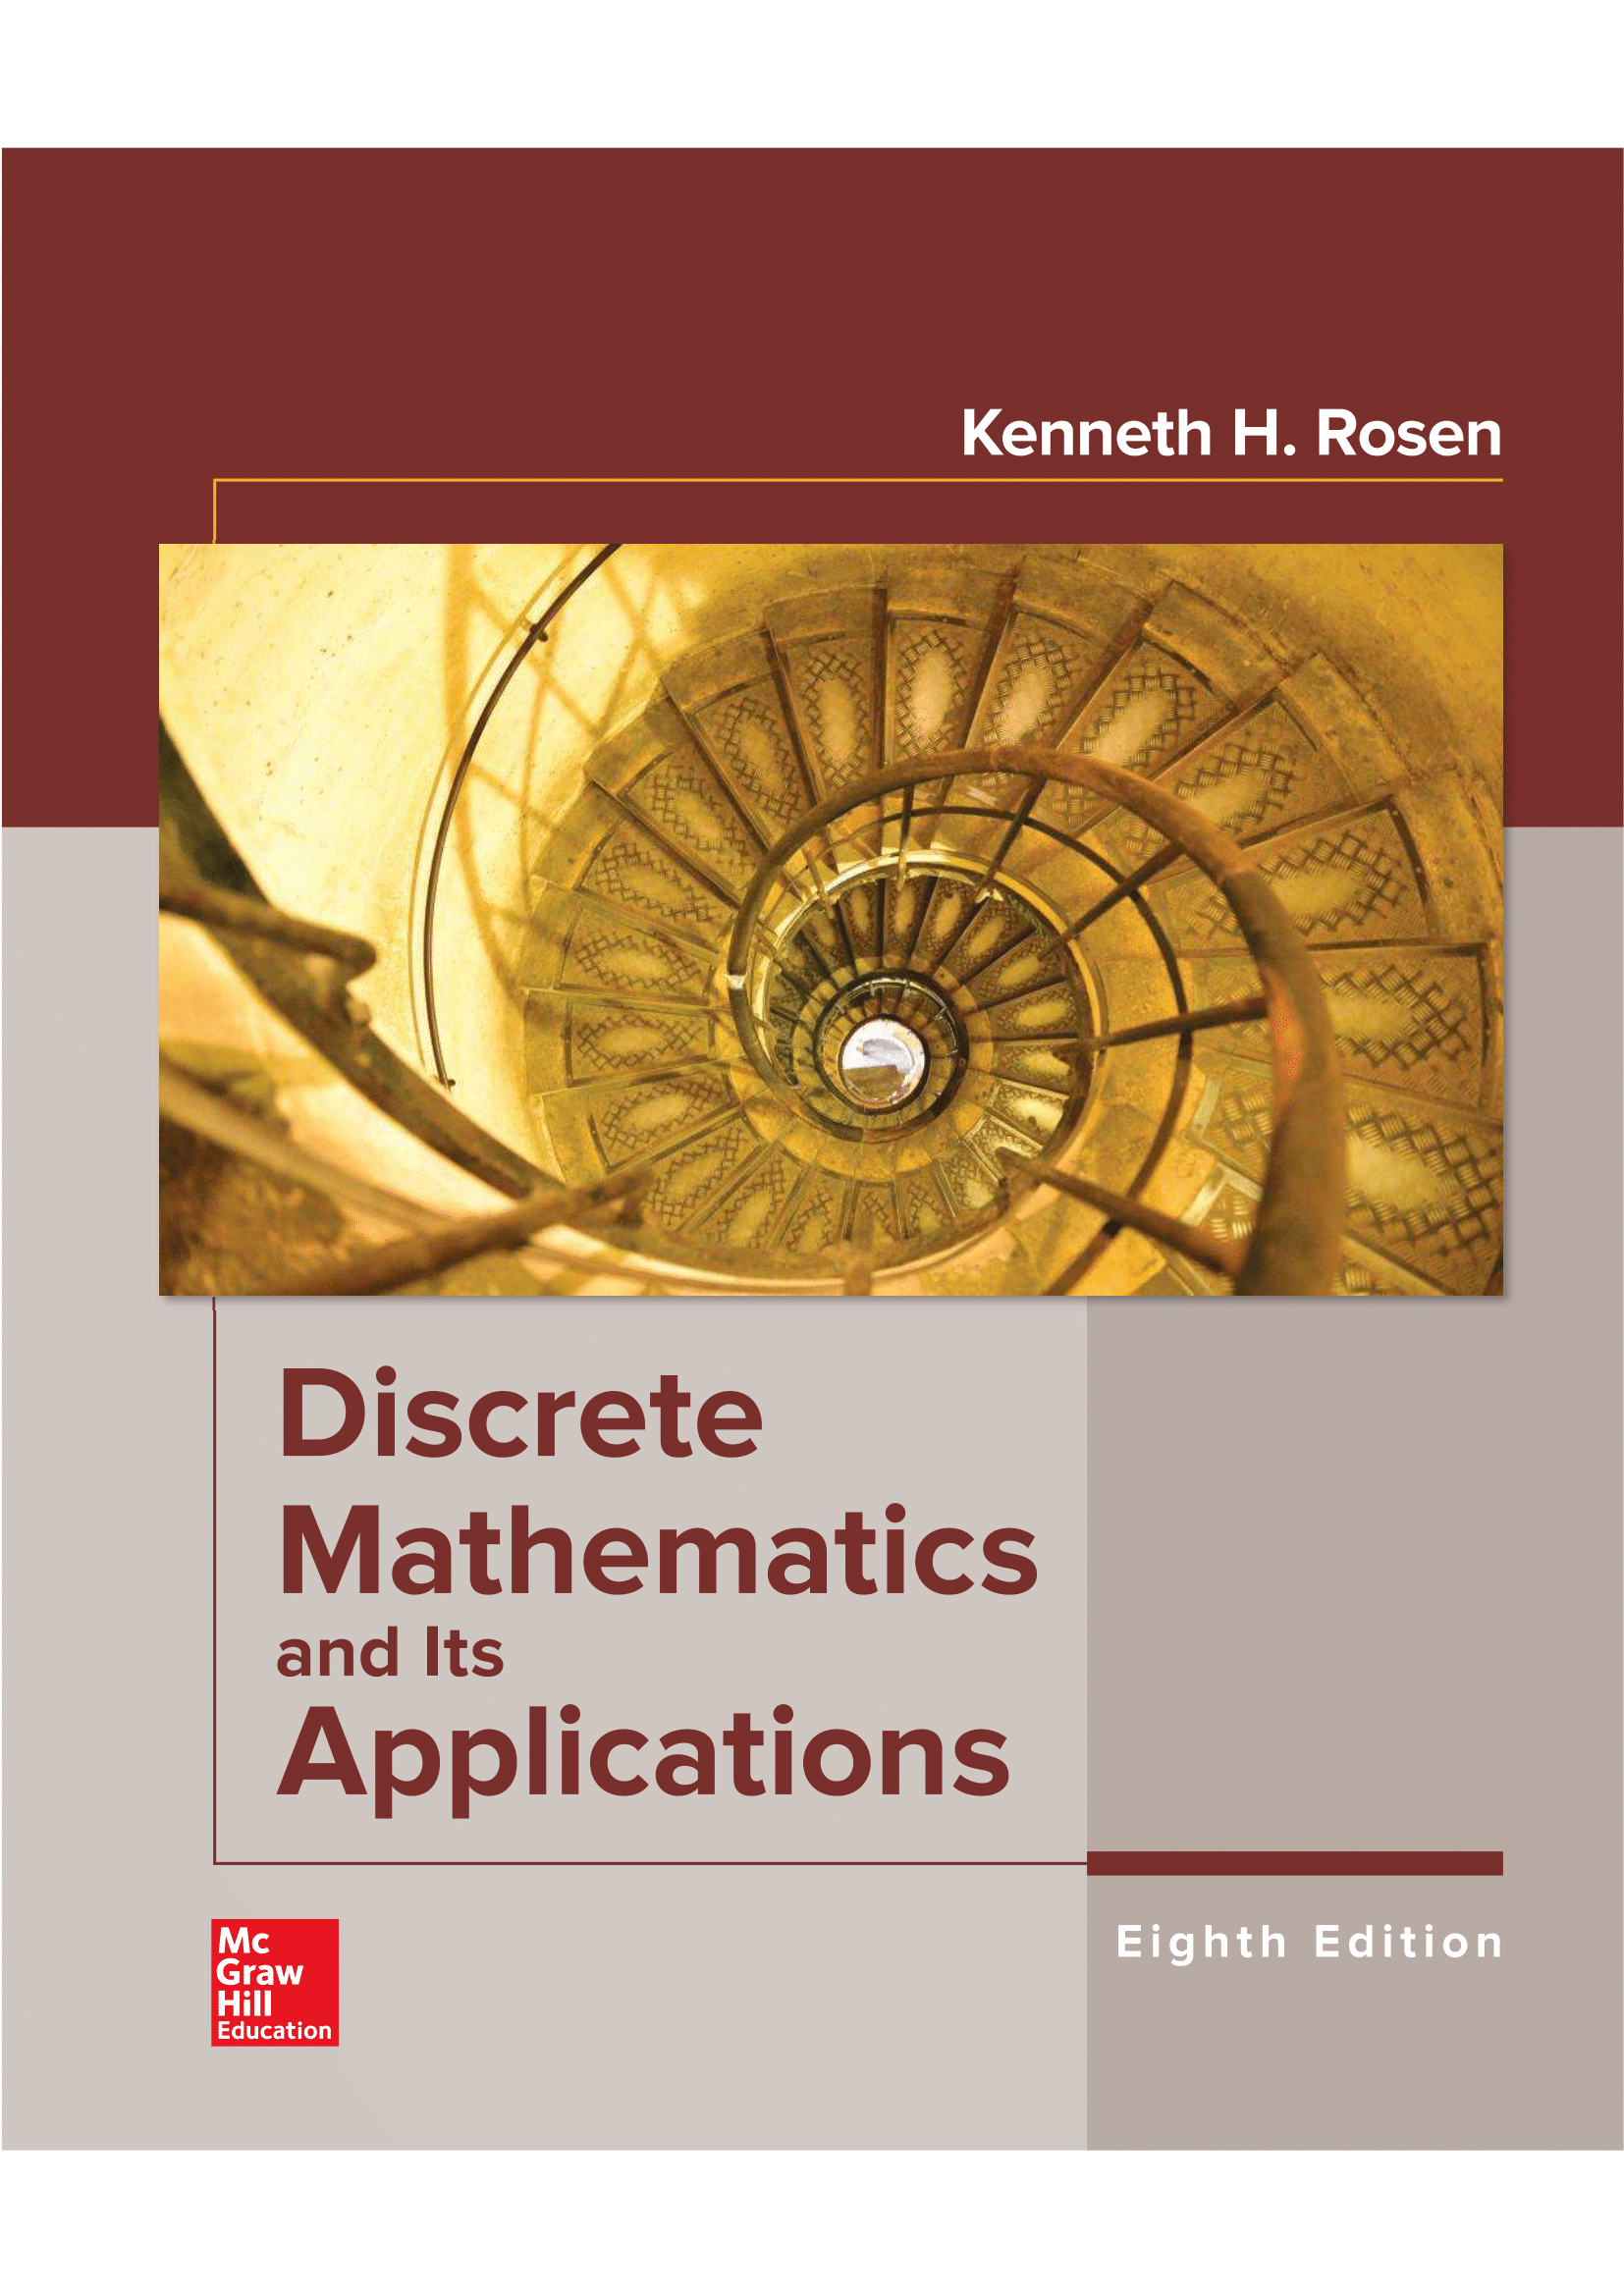 Kenneth H. Rosen
Discrete
Mathematics
and Its
Applications
Eighth Edition
Mc
Graw
Hill
Education